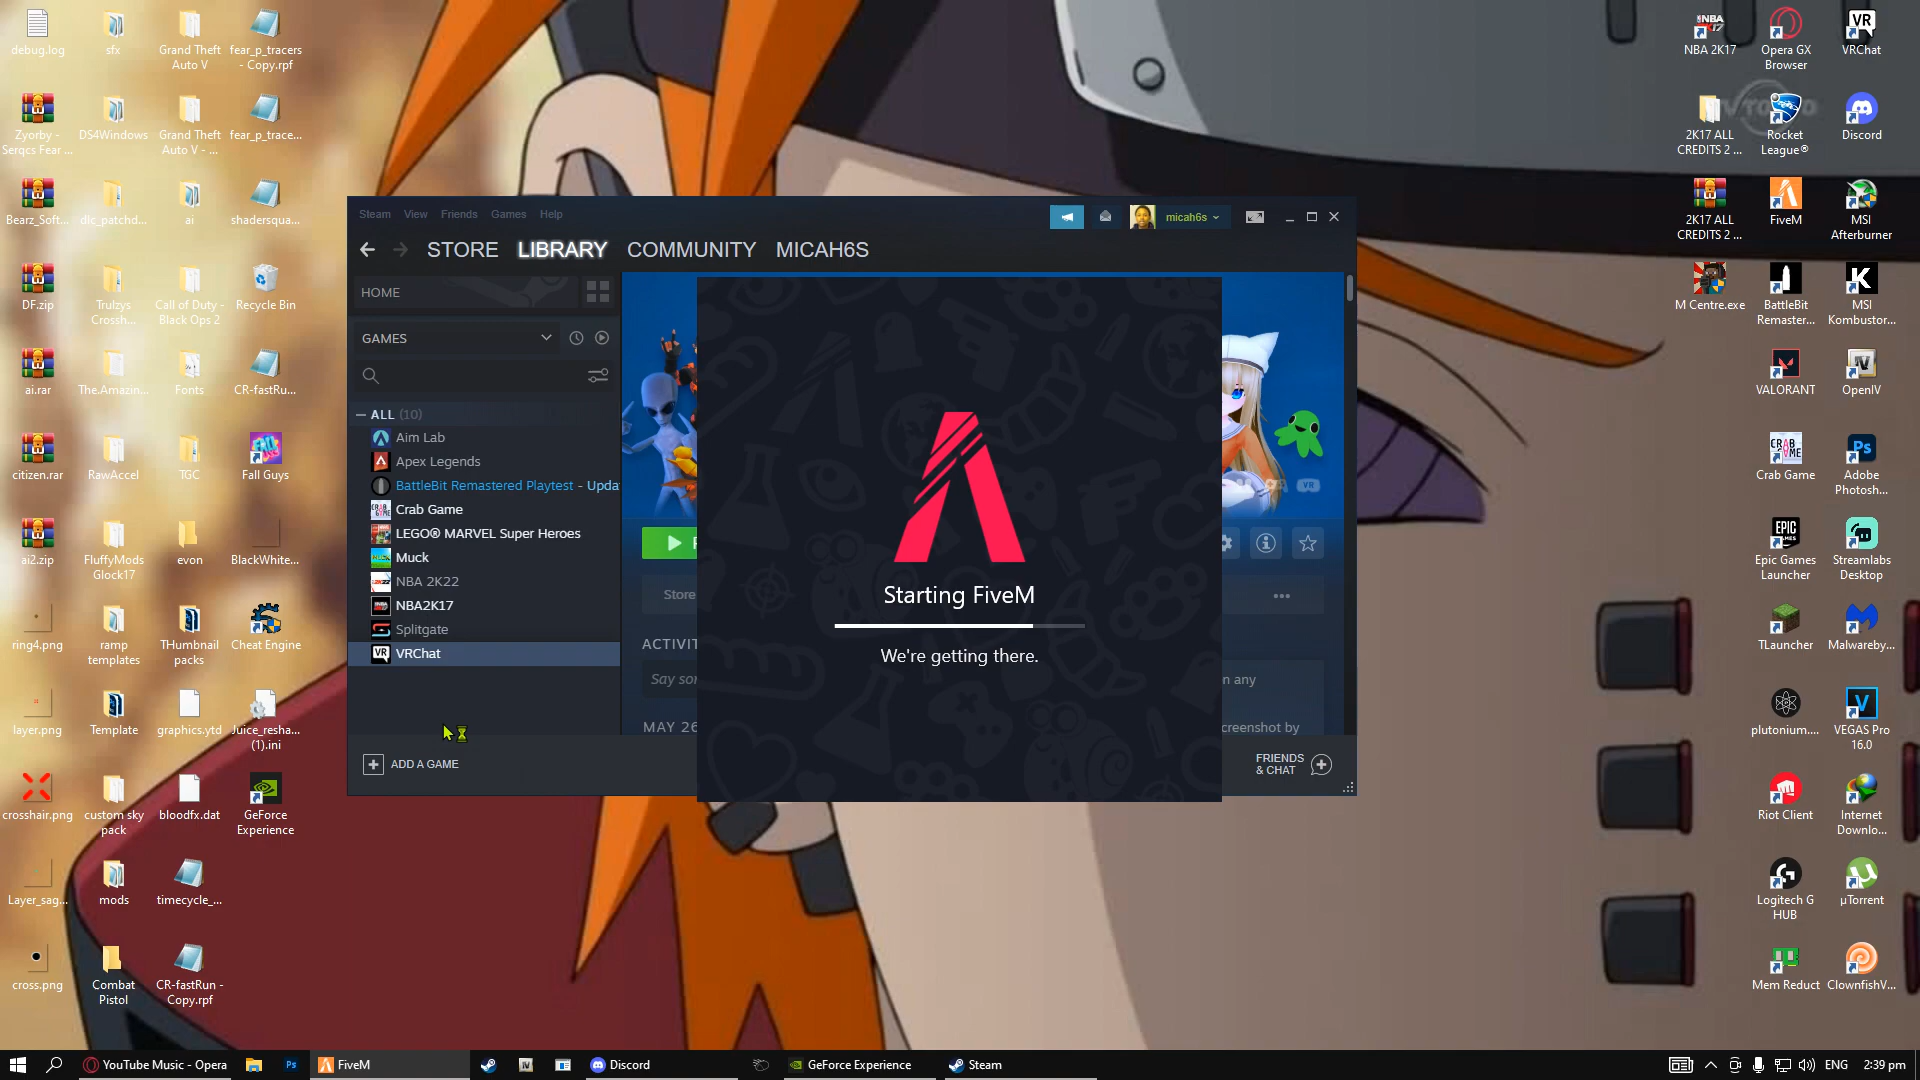 debug.log
sfx
Grand Theft
Auto V
fear_p_tracers
- Copy.rpf
Zyorby -
Serqcs Fear ...
DS4Windows
Grand Theft
Auto V - ...
fear_p_trace...
Bearz_Soft...
dlc_patchd...
ai
shadersqua...
DF.zip
Trulzys
Crossh...
Call of Duty -
Black Ops 2
Recycle Bin
ai.rar
The.Amazin...
Fonts
CR-fastRu...
citizen.rar
RawAccel
TGC
Fall Guys
ai2.zip
FluffyMods
Glock17
evon
BlackWhite...
ring4.png
ramp
templates
THumbnail
packs
Cheat Engine
layer.png
Template
graphics.ytd
Juice_resha...
(1).ini
crosshair.png
custom sky
pack
bloodfx.dat
GeForce
Experience
Layer_sag...
mods
timecycle_...
cross.png
Combat
Pistol
CR-fastRun -
Copy.rpf
Steam View Friends Games Help
micah6s
STORE LIBRARY COMMUNITY MICAH6S
HOME
GAMES
ALL (10)
Aim Lab
Apex Legends
BattleBit Remastered Playtest - Upda
Crab Game
LEGO® MARVEL Super Heroes
Muck
NBA 2K22
NBA2K17
Splitgate
VRChat
ADD A GAME
Store
ACTIVIT
Say so
MAY 26
VR
n any
creenshot by
FRIENDS
& CHAT
Starting FiveM
We're getting there.
NBA 2K17
Opera GX
Browser
VRChat
2K17 ALL
CREDITS 2 ...
Rocket
League®
Discord
2K17 ALL
CREDITS 2 ...
FiveM
MSI
Afterburner
M Centre.exe
BattleBit
Remaster...
MSI
Kombustor...
VALORANT
OpenIV
Crab Game
Adobe
Photosh...
Epic Games
Launcher
Streamlabs
Desktop
TLauncher
Malwareby...
plutonium....
VEGAS Pro
16.0
Riot Client
Internet
Downlo...
Logitech G
HUB
µTorrent
Mem Reduct
ClownfishV...
YouTube Music - Opera
Ps
FiveM
Discord
GeForce Experience
Steam
ENG
2:39 pm